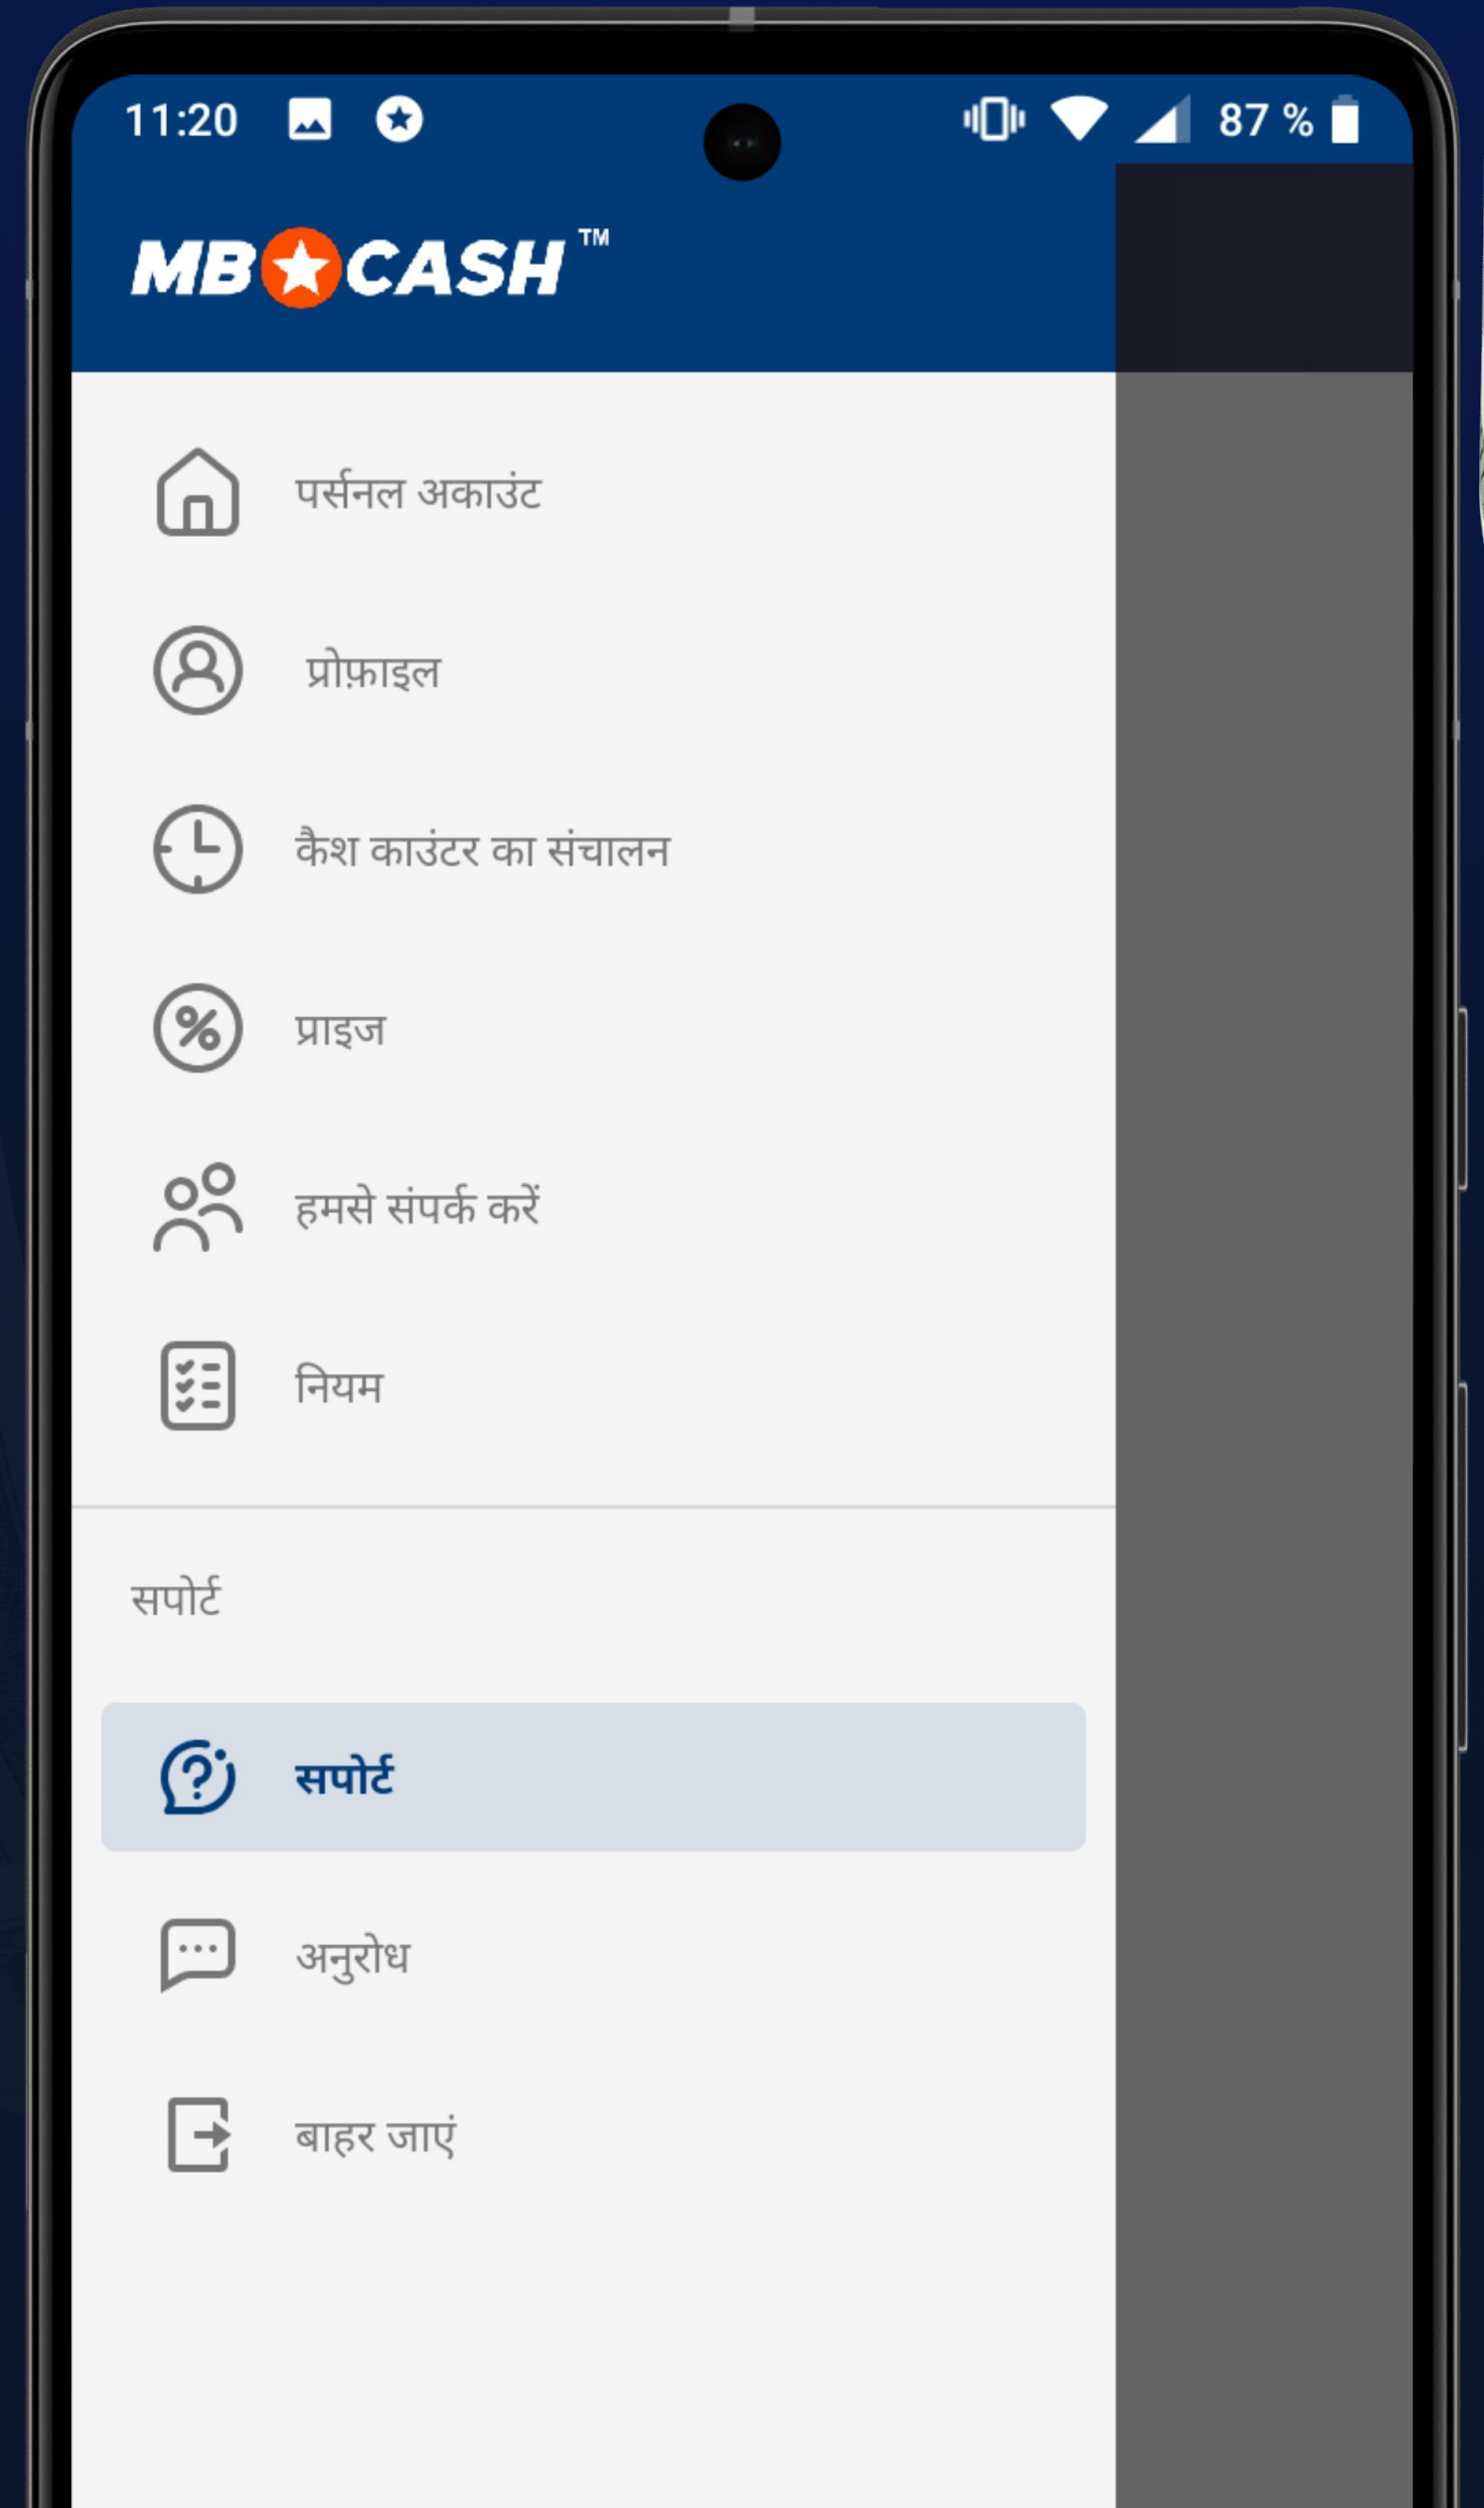 11:20
87 %
MB CASH™
पर्सनल अकाउंट
प्रोफ़ाइल
कैश काउंटर का संचालन
प्राइज
हमसे संपर्क करें
नियम
सपोर्ट
सपोर्ट
अनुरोध
बाहर जाएं